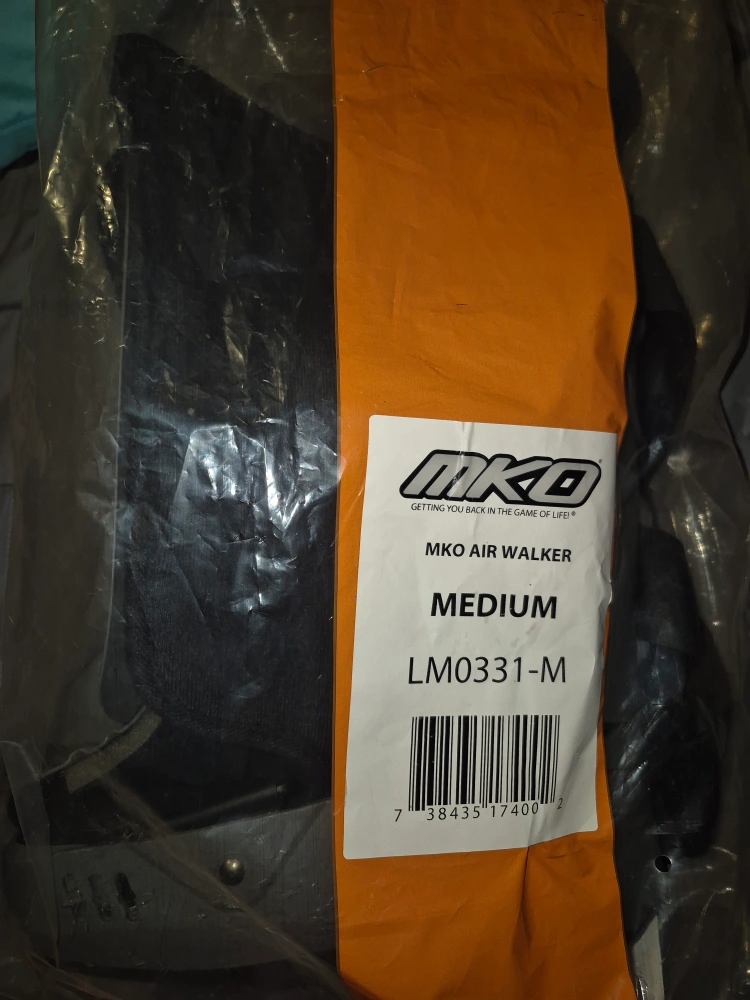 MKO
GETTING YOU BACK IN THE GAME OF LIFE!®
MKO AIR WALKER
MEDIUM
LM0331-M
7 38435 17400 2